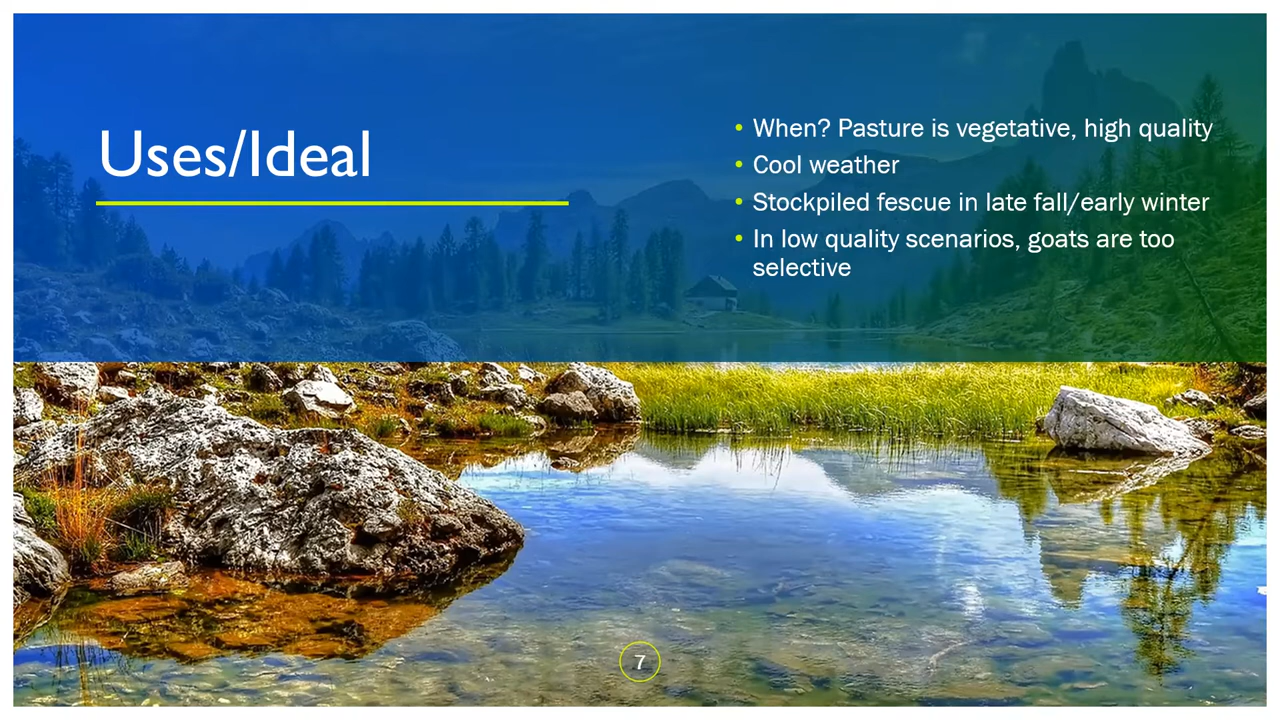 Uses/Ideal
• When? Pasture is vegetative, high quality
• Cool weather
• Stockpiled fescue in late fall/early winter
• In low quality scenarios, goats are too
selective
7